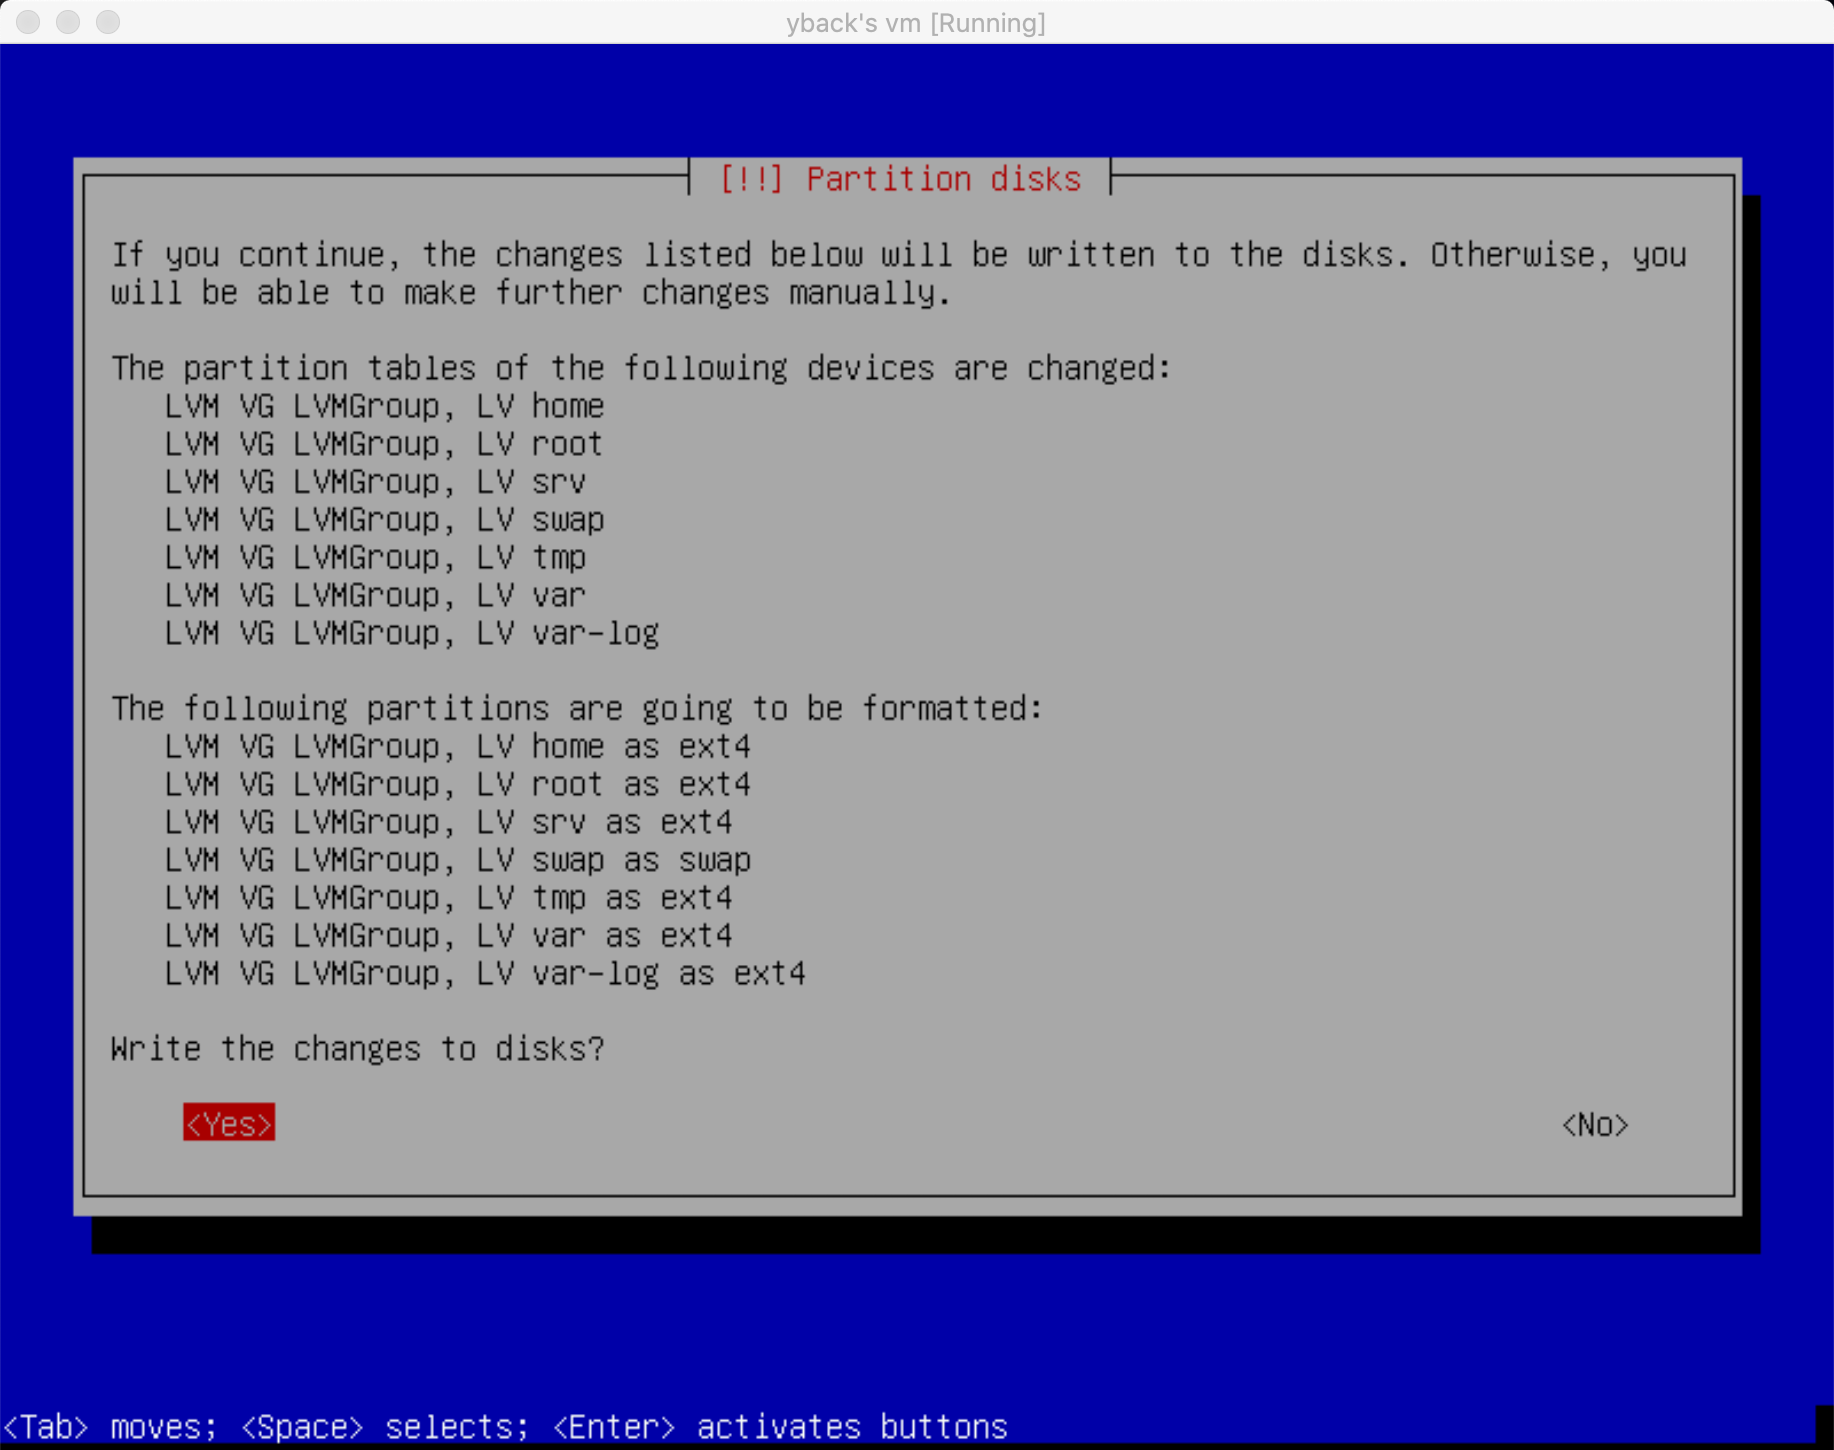 yback's vm [Running]
[!!] Partition disks
If you continue, the changes listed below will be written to the disks. Otherwise, you
will be able to make further changes manually.
The partition tables of the following devices are changed:
LVM VG LVMGroup, LV home
LVM VG LVMGroup, LV root
LVM VG LVMGroup, LV srv
LVM VG LVMGroup, LV swap
LVM VG LVMGroup, LV tmp
LVM VG LVMGroup, LV var
LVM VG LVMGroup, LV var-log
The following partitions are going to be formatted:
LVM VG LVMGroup, LV home as ext4
LVM VG LVMGroup, LV root as ext4
LVM VG LVMGroup, LV srv as ext4
LVM VG LVMGroup, LV swap as swap
LVM VG LVMGroup, LV tmp as ext4
LVM VG LVMGroup, LV var as ext4
LVM VG LVMGroup, LV var-log as ext4
Write the changes to disks?
<Yes> <No>
<Tab> moves; <Space> selects; <Enter> activates buttons